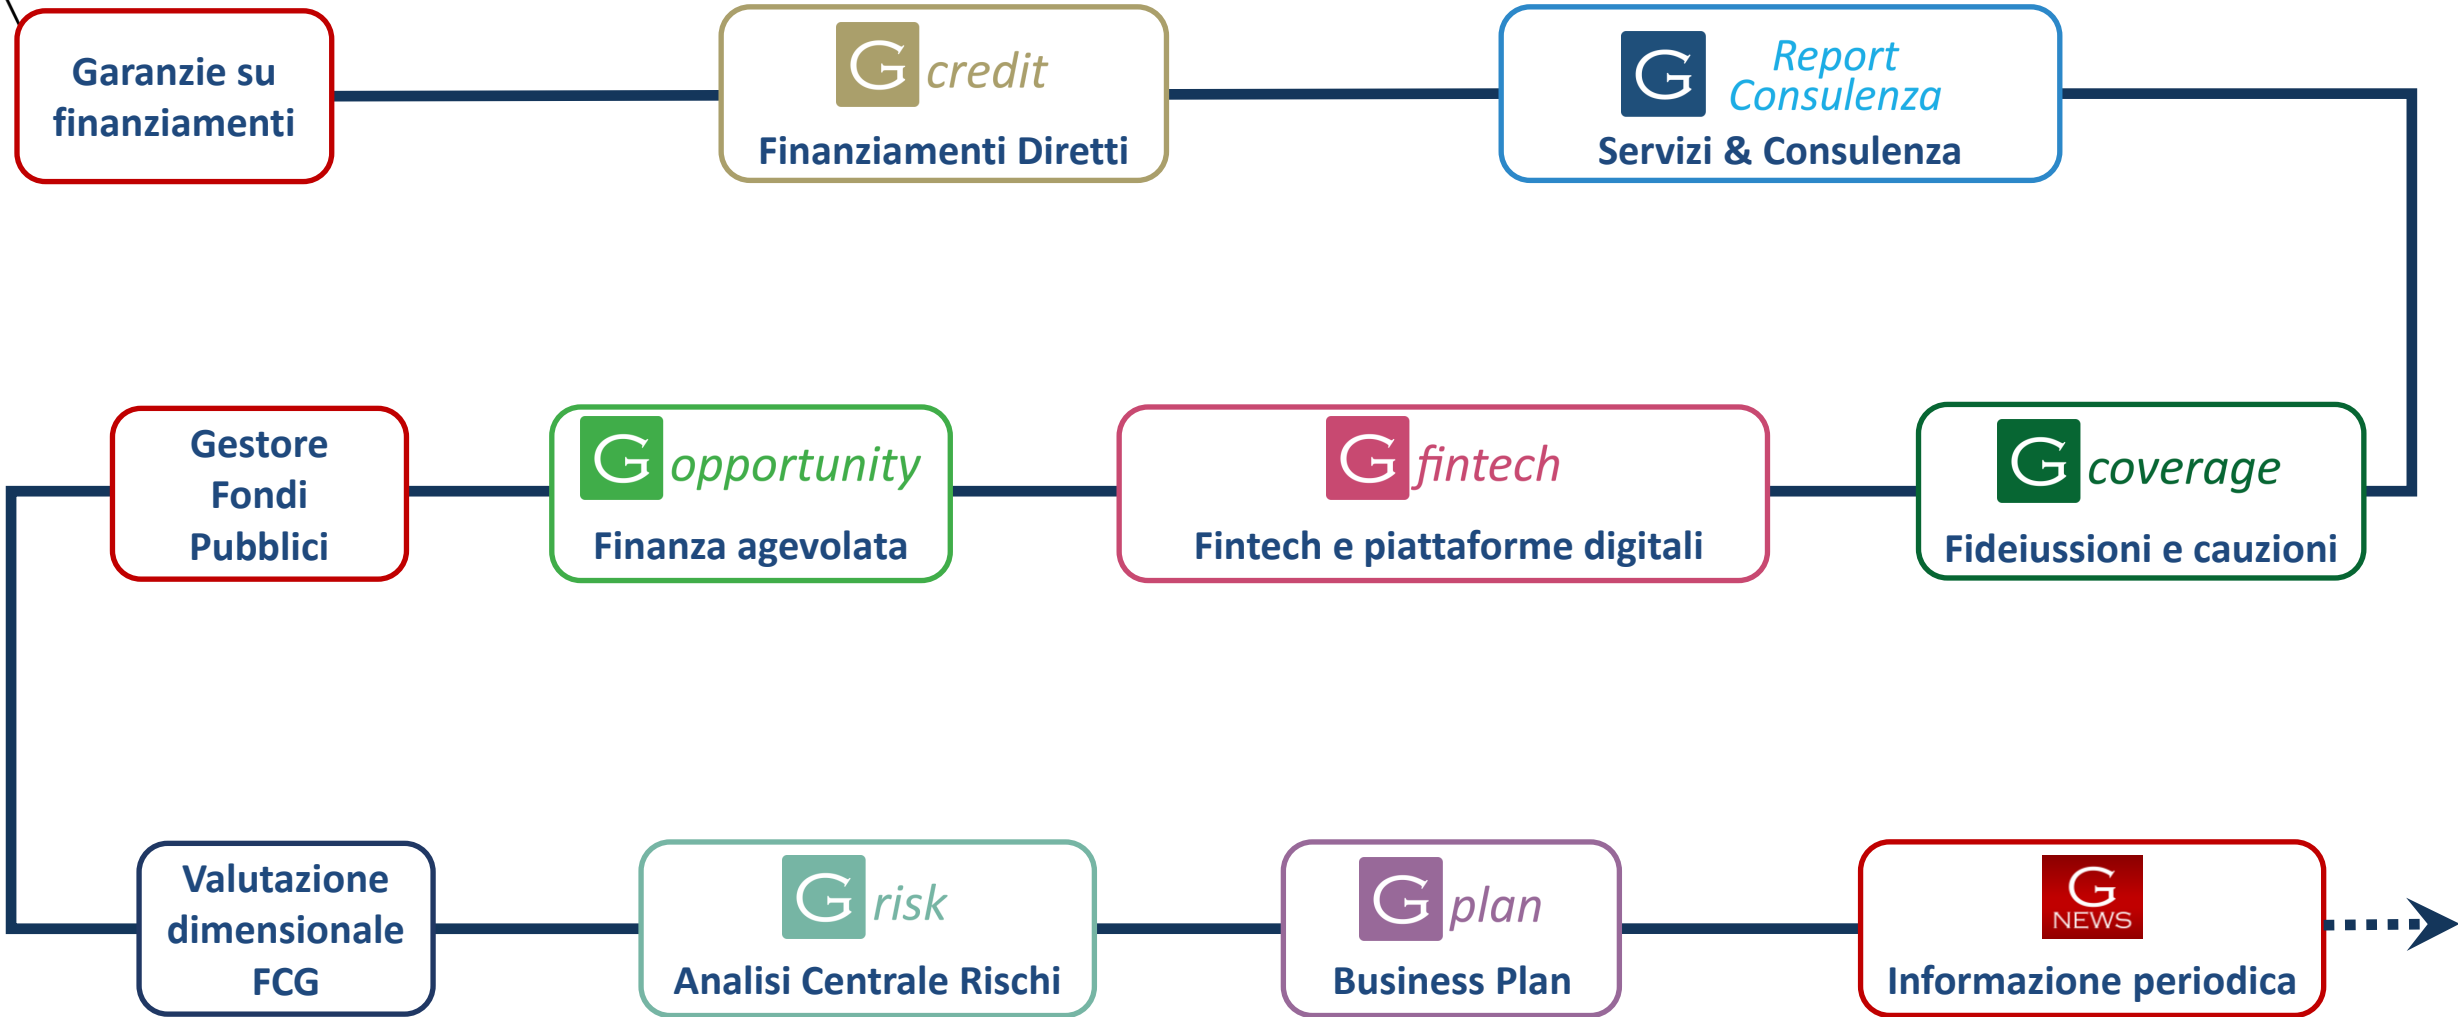 Garanzie su
finanziamenti
G credit
Finanziamenti Diretti
G Report
Consulenza
Servizi & Consulenza
Gestore
Fondi
Pubblici
G opportunity
Finanza agevolata
G fintech
Fintech e piattaforme digitali
G coverage
Fideiussioni e cauzioni
Valutazione
dimensionale
FCG
G risk
Analisi Centrale Rischi
G plan
Business Plan
G
NEWS
Informazione periodica